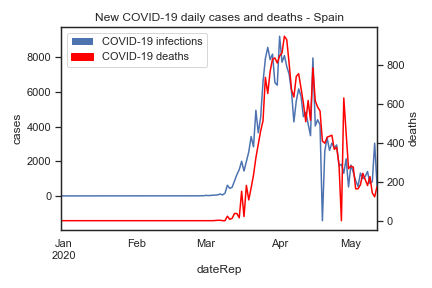 New COVID-19 daily cases and deaths - Spain
COVID-19 infections
COVID-19 deaths
8000
6000
4000
2000
0
cases
800
600
400
200
0
deaths
Jan
2020
Feb
Mar
Apr
May
dateRep